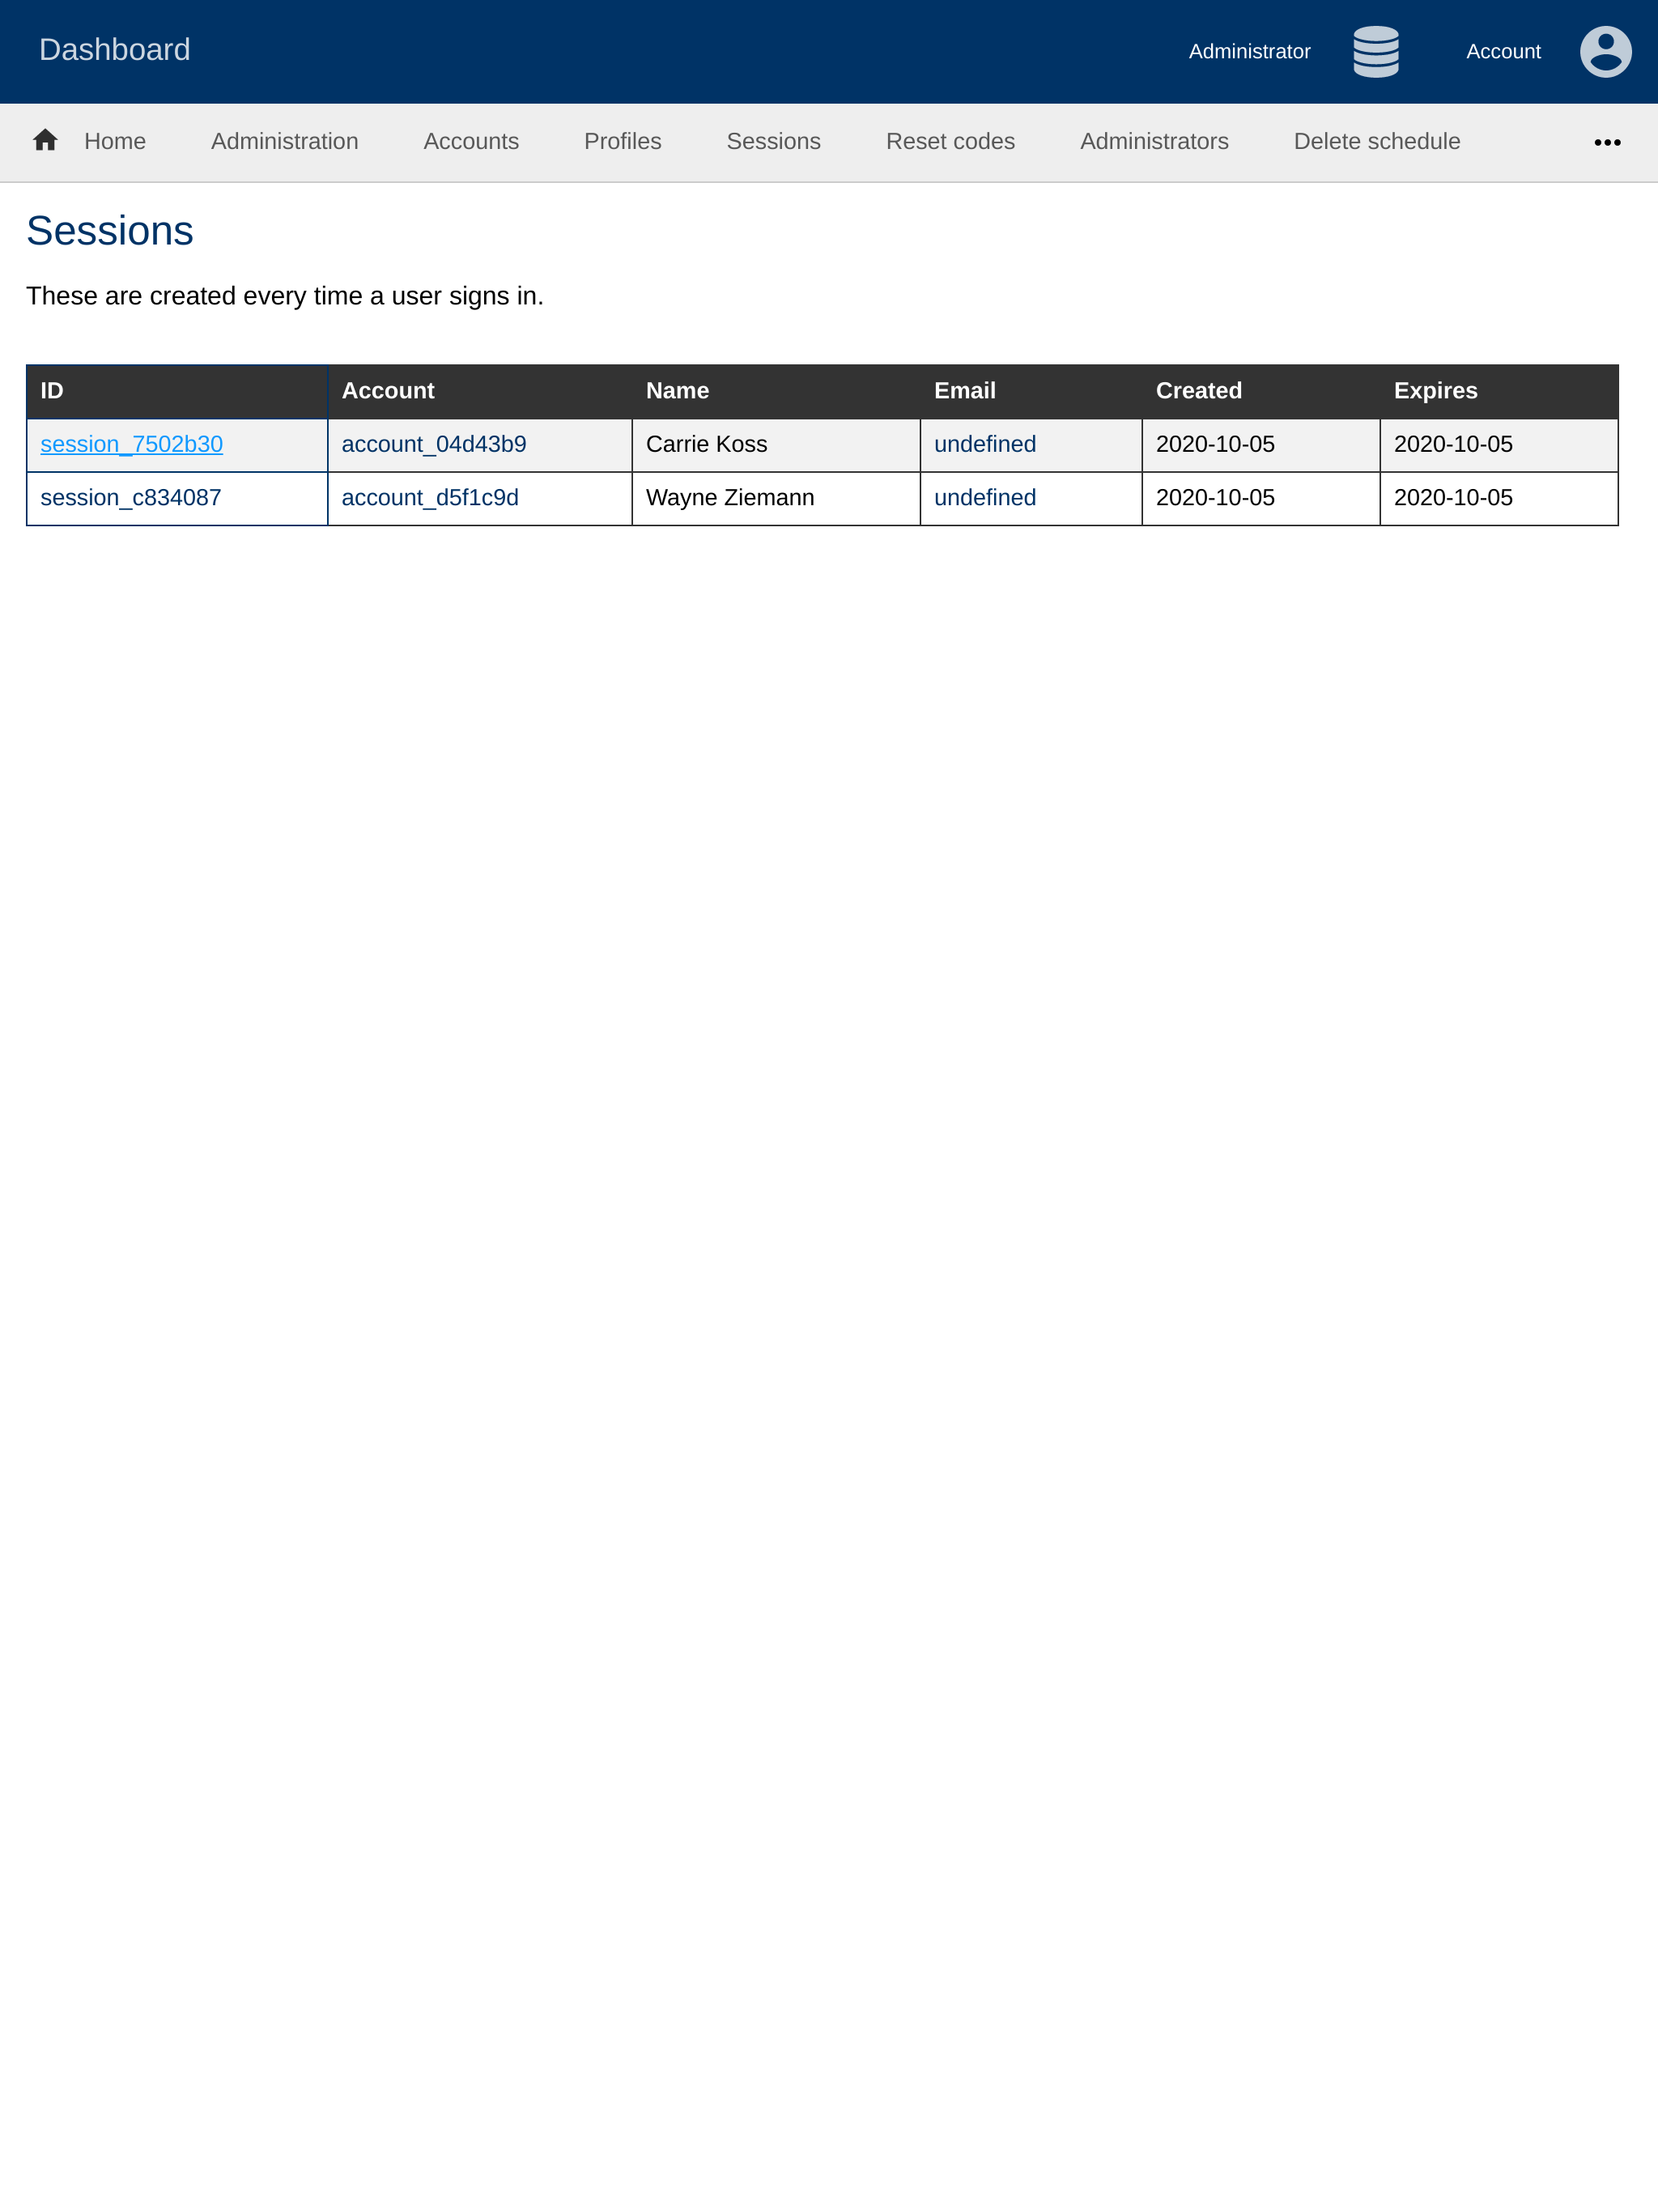 Dashboard Administrator Account
Home Administration Accounts Profiles Sessions Reset codes Administrators Delete schedule
Sessions
These are created every time a user signs in.
ID Account Name Email Created Expires
session_7502b30 account_04d43b9 Carrie Koss undefined 2020-10-05 2020-10-05
session_c834087 account_d5f1c9d Wayne Ziemann undefined 2020-10-05 2020-10-05